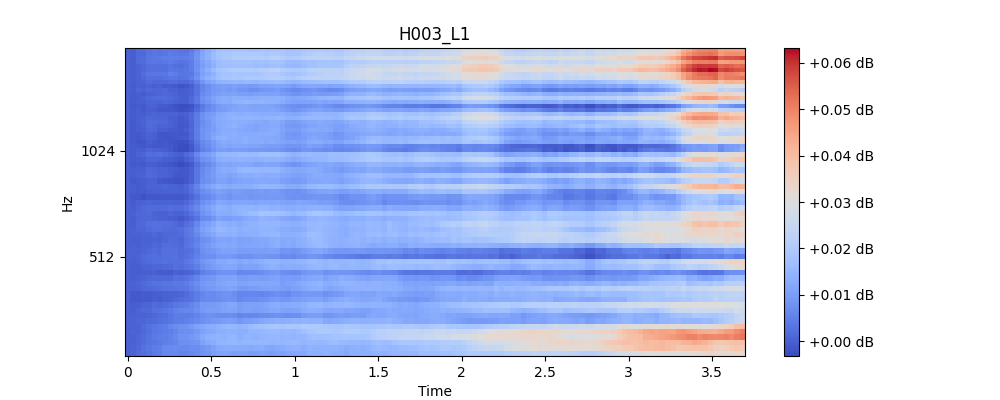 H003_L1
Hz
1024
512
0
0.5
1
1.5
2
2.5
3
3.5
Time
+0.06 dB
+0.05 dB
+0.04 dB
+0.03 dB
+0.02 dB
+0.01 dB
+0.00 dB